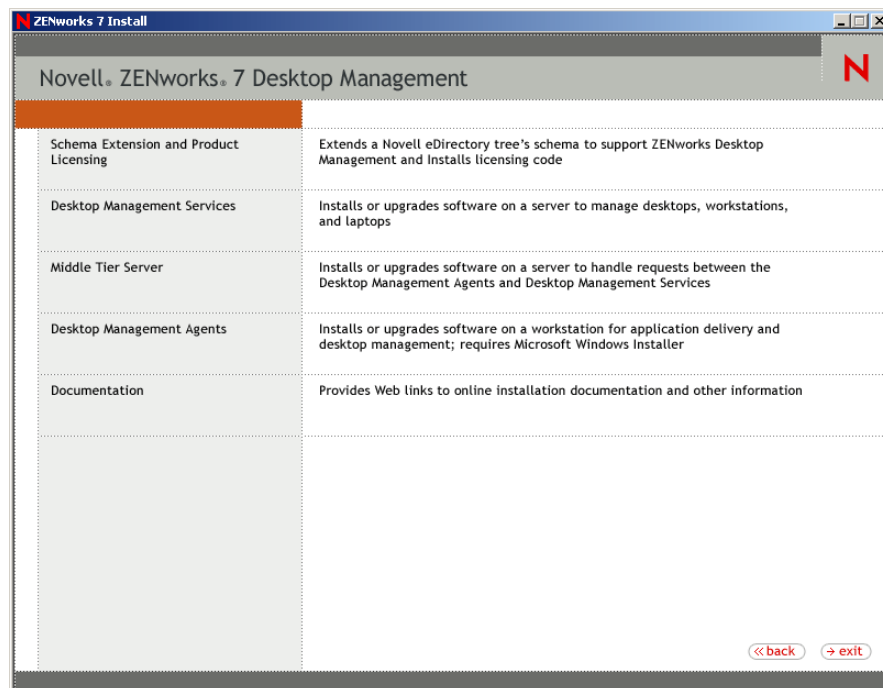 N ZENworks 7 Install
Novell® ZENworks® 7 Desktop Management
N
Schema Extension and Product
Licensing
Extends a Novell eDirectory tree's schema to support ZENworks Desktop
Management and Installs licensing code
Desktop Management Services
Installs or upgrades software on a server to manage desktops, workstations,
and laptops
Middle Tier Server
Installs or upgrades software on a server to handle requests between the
Desktop Management Agents and Desktop Management Services
Desktop Management Agents
Installs or upgrades software on a workstation for application delivery and
desktop management; requires Microsoft Windows Installer
Documentation
Provides Web links to online installation documentation and other information
« back
→ exit